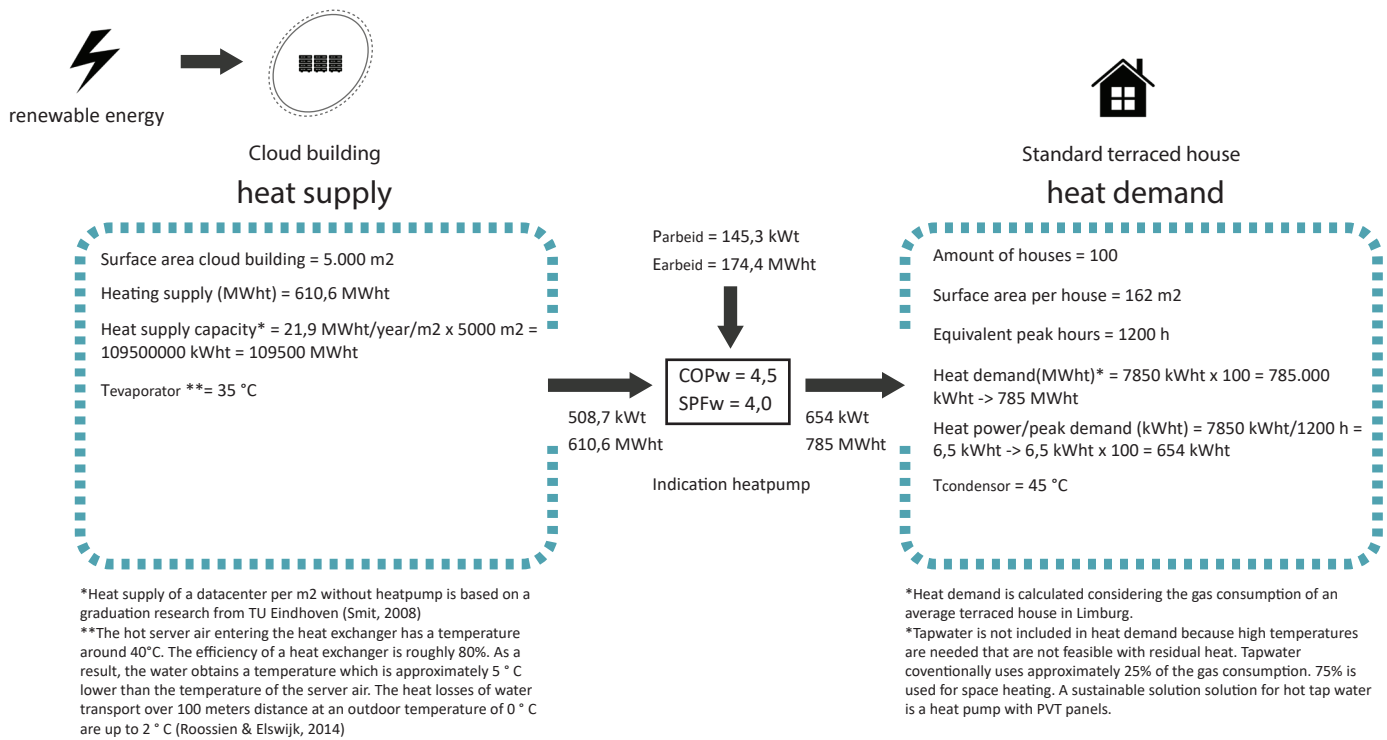 renewable energy
Cloud building
heat supply
Surface area cloud building = 5.000 m2
Heating supply (MWht) = 610,6 MWht
Heat supply capacity* = 21,9 MWht/year/m2 x 5000 m2 =
109500000 kWht = 109500 MWht
Tevaporator **= 35 °C
*Heat supply of a datacenter per m2 without heatpump is based on a
graduation research from TU Eindhoven (Smit, 2008)
**The hot server air entering the heat exchanger has a temperature
around 40°C. The efficiency of a heat exchanger is roughly 80%. As a
result, the water obtains a temperature which is approximately 5 ° C
lower than the temperature of the server air. The heat losses of water
transport over 100 meters distance at an outdoor temperature of 0 ° C
are up to 2 ° C (Roossien & Elswijk, 2014)
Parbeid = 145,3 kWt
Earbeid = 174,4 MWht
COPw = 4,5
SPFw = 4,0
508,7 kWt
610,6 MWht
654 kWt
785 MWht
Indication heatpump
Standard terraced house
heat demand
Amount of houses = 100
Surface area per house = 162 m2
Equivalent peak hours = 1200 h
Heat demand(MWht)* = 7850 kWht x 100 = 785.000
kWht -> 785 MWht
Heat power/peak demand (kWht) = 7850 kWht/1200 h =
6,5 kWht -> 6,5 kWht x 100 = 654 kWht
Tcondensor = 45 °C
*Heat demand is calculated considering the gas consumption of an
average terraced house in Limburg.
*Tapwater is not included in heat demand because high temperatures
are needed that are not feasible with residual heat. Tapwater
coventionally uses approximately 25% of the gas consumption. 75% is
used for space heating. A sustainable solution solution for hot tap water
is a heat pump with PVT panels.